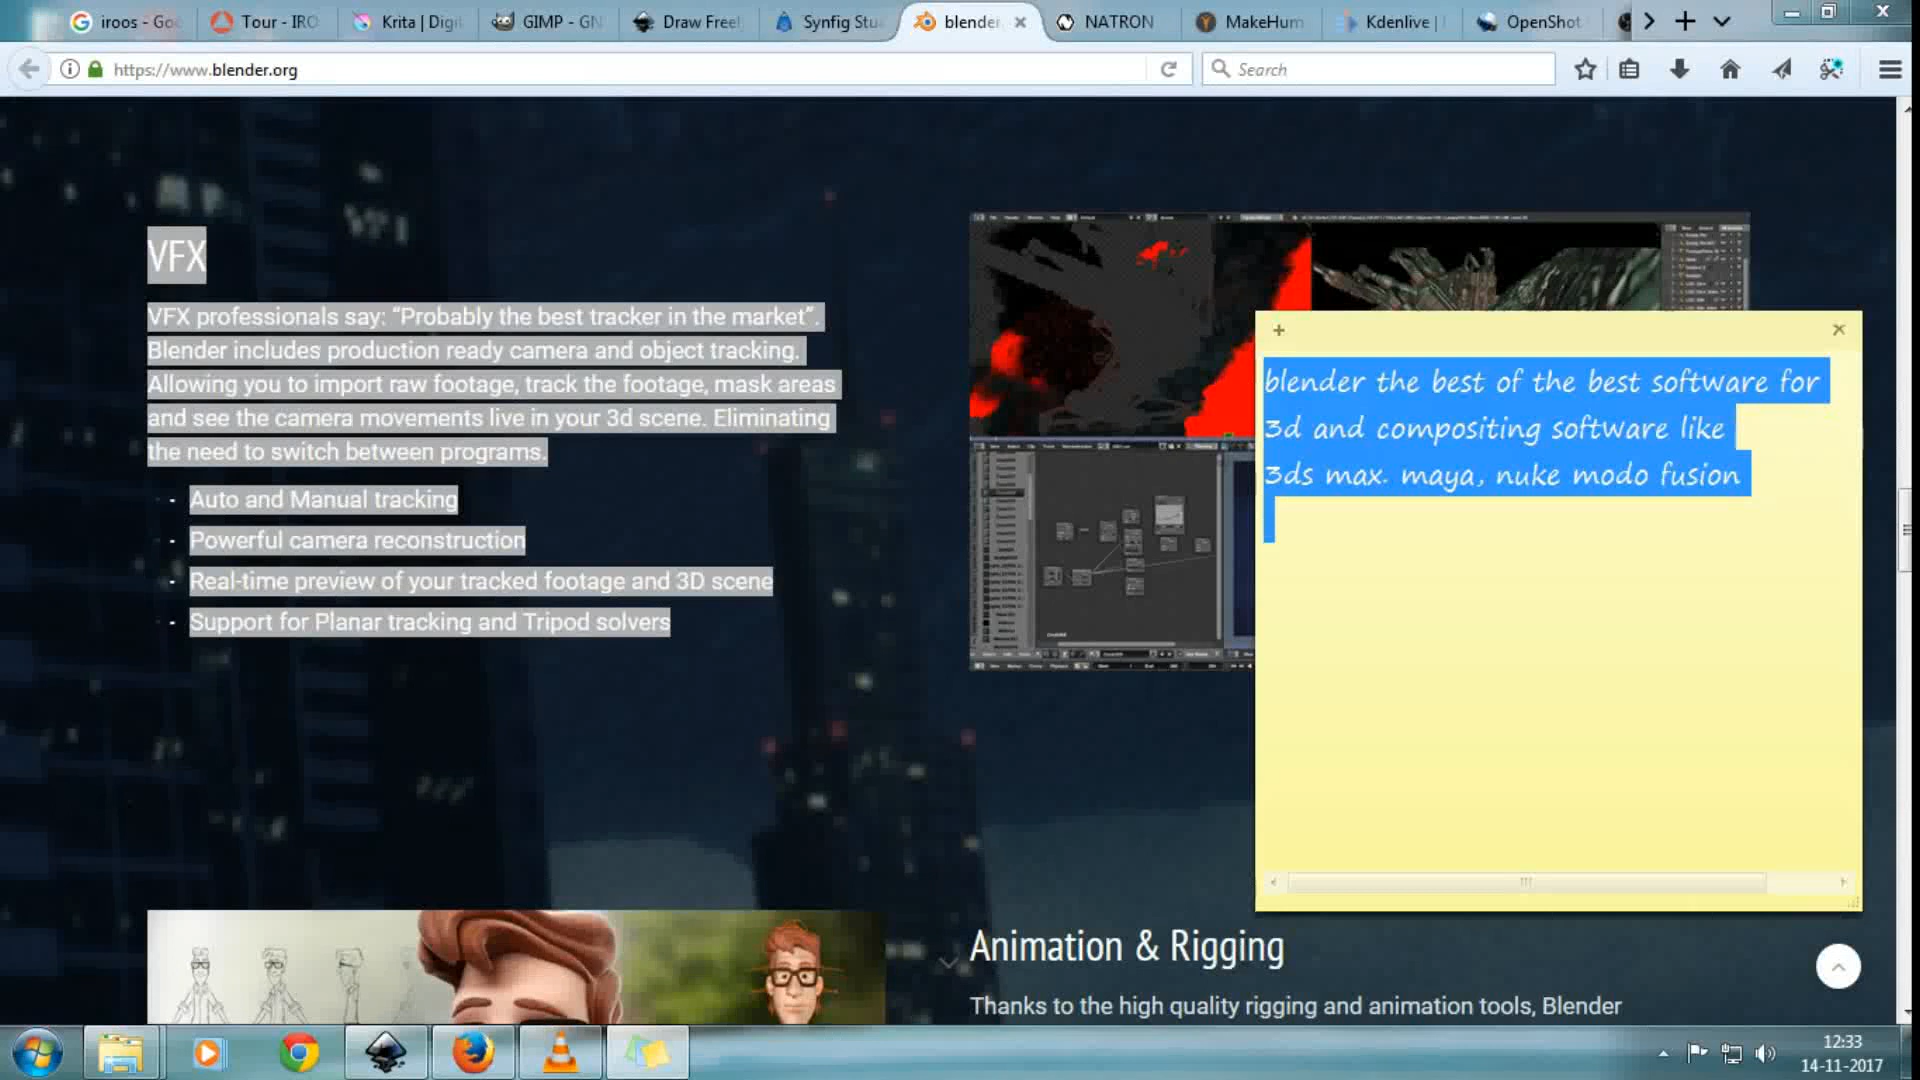 iroos - Goo
Tour - IRO
Krita | Digit
GIMP - GN
Draw Freel
Synfig Stu
blender
NATRON
MakeHum
Kdenlive |
OpenShot
https://www.blender.org
Search
VFX
VFX professionals say: “Probably the best tracker in the market”.
Blender includes production ready camera and object tracking.
Allowing you to import raw footage, track the footage, mask areas
and see the camera movements live in your 3d scene. Eliminating
the need to switch between programs.
- Auto and Manual tracking
- Powerful camera reconstruction
- Real-time preview of your tracked footage and 3D scene
- Support for Planar tracking and Tripod solvers
blender the best of the best software for
3d and compositing software like
3ds max. maya, nuke modo fusion
Animation & Rigging
Thanks to the high quality rigging and animation tools, Blender
12:33
14-11-2017